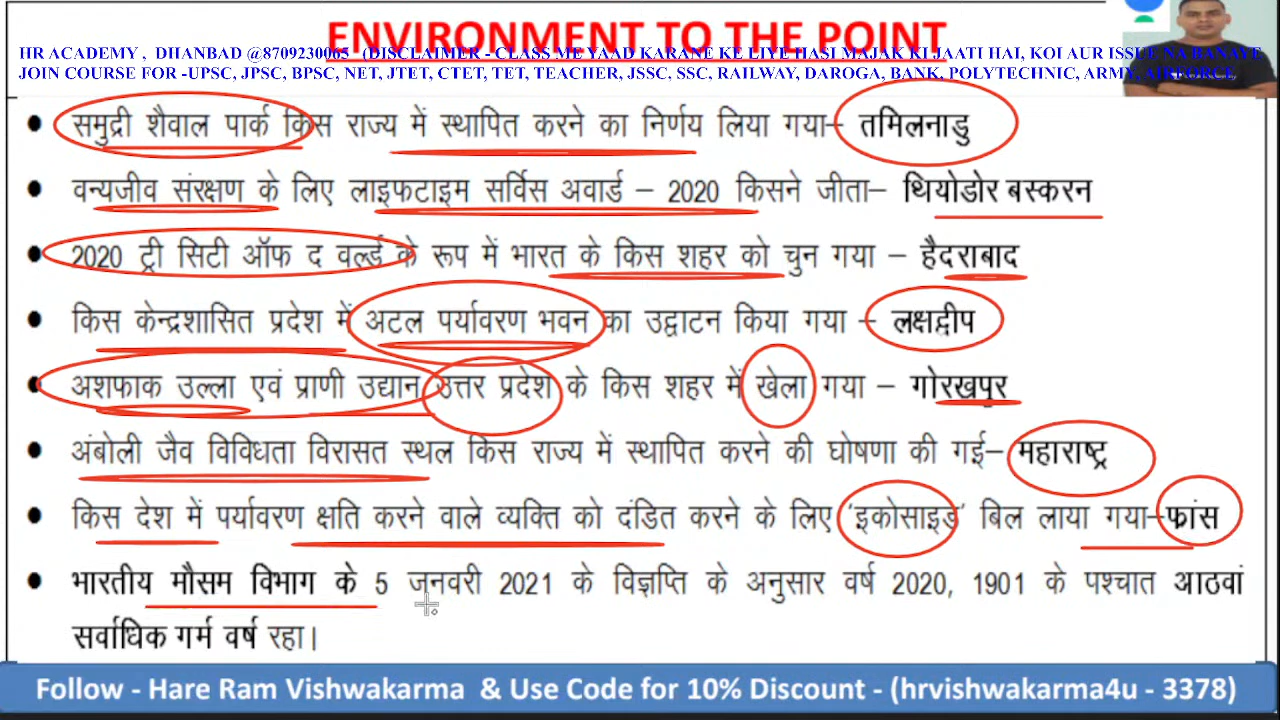 ENVIRONMENT TO THE POINT
HR ACADEMY , DHANBAD @8709230065 (DISCLAIMER - CLASS ME YAAD KARANE KE LIYE HASI MAJAK KI JAATI HAI, KOI AUR ISSUE NA BANAYE
JOIN COURSE FOR -UPSC, JPSC, BPSC, NET, JTET, CTET, TET, TEACHER, JSSC, SSC, RAILWAY, DAROGA, BANK, POLYTECHNIC, ARMY, AIRFORCE
• समुद्री शैवाल पार्क किस राज्य में स्थापित करने का निर्णय लिया गया– तमिलनाडु
• वन्यजीव संरक्षण के लिए लाइफटाइम सर्विस अवार्ड – 2020 किसने जीता– थियोडोर बस्करन
• 2020 ट्री सिटी ऑफ द वर्ल्ड के रूप में भारत के किस शहर को चुन गया – हैदराबाद
• किस केन्द्रशासित प्रदेश में अटल पर्यावरण भवन का उद्घाटन किया गया – लक्षद्वीप
• अशफाक उल्ला एवं प्राणी उद्यान उत्तर प्रदेश के किस शहर में खेला गया – गोरखपुर
• अंबोली जैव विविधता विरासत स्थल किस राज्य में स्थापित करने की घोषणा की गई– महाराष्ट्र
• किस देश में पर्यावरण क्षति करने वाले व्यक्ति को दंडित करने के लिए 'इकोसाइड' बिल लाया गया–फ्रांस
• भारतीय मौसम विभाग के 5 जनवरी 2021 के विज्ञप्ति के अनुसार वर्ष 2020, 1901 के पश्चात आठवां
सर्वाधिक गर्म वर्ष रहा।
Follow - Hare Ram Vishwakarma & Use Code for 10% Discount - (hrvishwakarma4u - 3378)